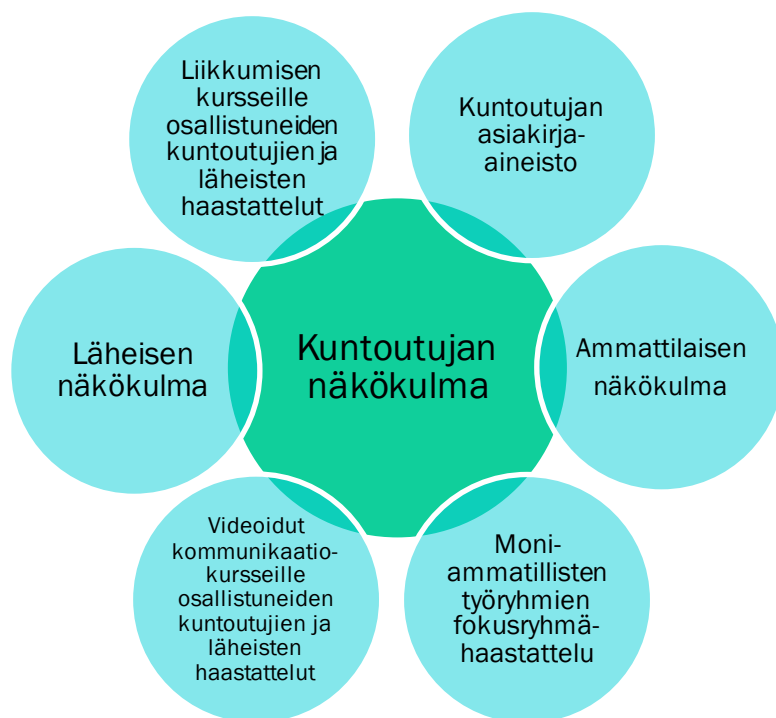 Liikkumisen
kursseille
osallistuneiden
kuntoutujien ja
läheisten
haastattelut
Kuntoutujan
asiakirja-
aineisto
Läheisen
näkökulma
Kuntoutujan
näkökulma
Ammattilaisen
näkökulma
Videoidut
kommunikaatio-
kursseille
osallistuneiden
kuntoutujien ja
läheisten
haastattelut
Moni-
ammatillisten
työryhmien
fokusryhmä-
haastattelu